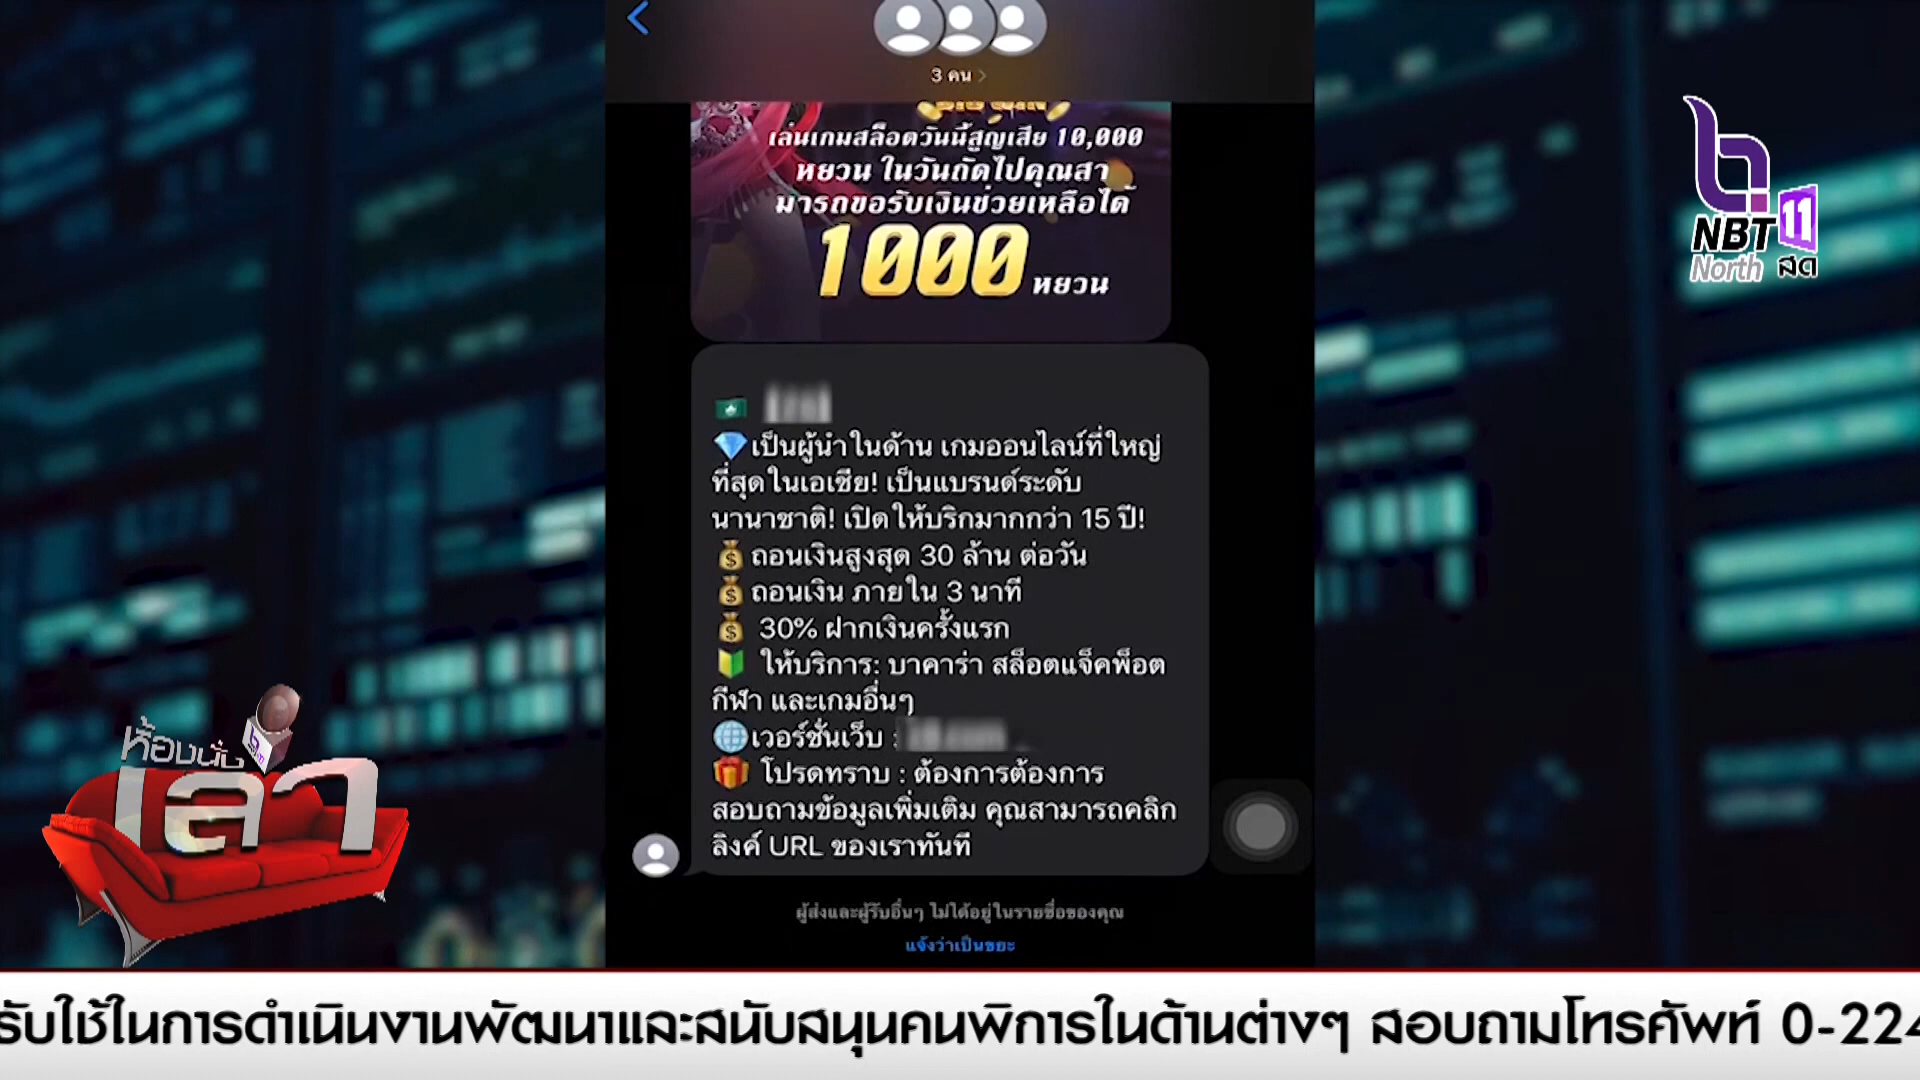 3 คน
เล่นเกมสล็อตวันนี้สูญเสีย 10,000
หยวน ในวันถัดไปคุณสา
มารถขอรับเงินช่วยเหลือได้
1000 หยวน
เป็นผู้นำในด้าน เกมออนไลน์ที่ใหญ่
ที่สุดในเอเชีย! เป็นแบรนด์ระดับ
นานาชาติ! เปิดให้บริกมากกว่า 15 ปี!
ถอนเงินสูงสุด 30 ล้าน ต่อวัน
ถอนเงิน ภายใน 3 นาที
30% ฝากเงินครั้งแรก
ให้บริการ: บาคาร่า สล็อตแจ็คพ็อต
กีฬา และเกมอื่นๆ
เวอร์ชั่นเว็บ :
โปรดทราบ : ต้องการต้องการ
สอบถามข้อมูลเพิ่มเติม คุณสามารถคลิก
ลิงค์ URL ของเราทันที
ผู้ส่งและผู้รับอื่นๆ ไม่ได้อยู่ในรายชื่อของคุณ
แจ้งว่าเป็นขยะ
NBT 11
North สด
ห้องนั่ง
เล่า
รับใช้ในการดำเนินงานพัฒนาและสนับสนุนคนพิการในด้านต่างๆ สอบถามโทรศัพท์ 0-224